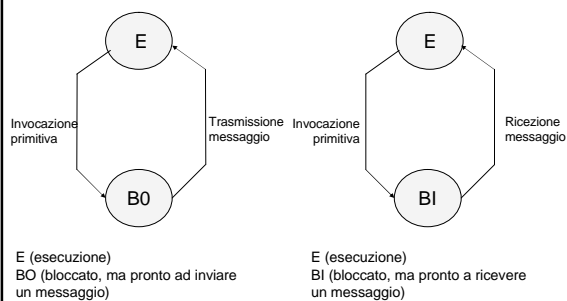 E
E
Invocazione
primitiva
Trasmissione
messaggio
Invocazione
primitiva
Ricezione
messaggio
B0
BI
E (esecuzione)
BO (bloccato, ma pronto ad inviare
un messaggio)
E (esecuzione)
BI (bloccato, ma pronto a ricevere
un messaggio)